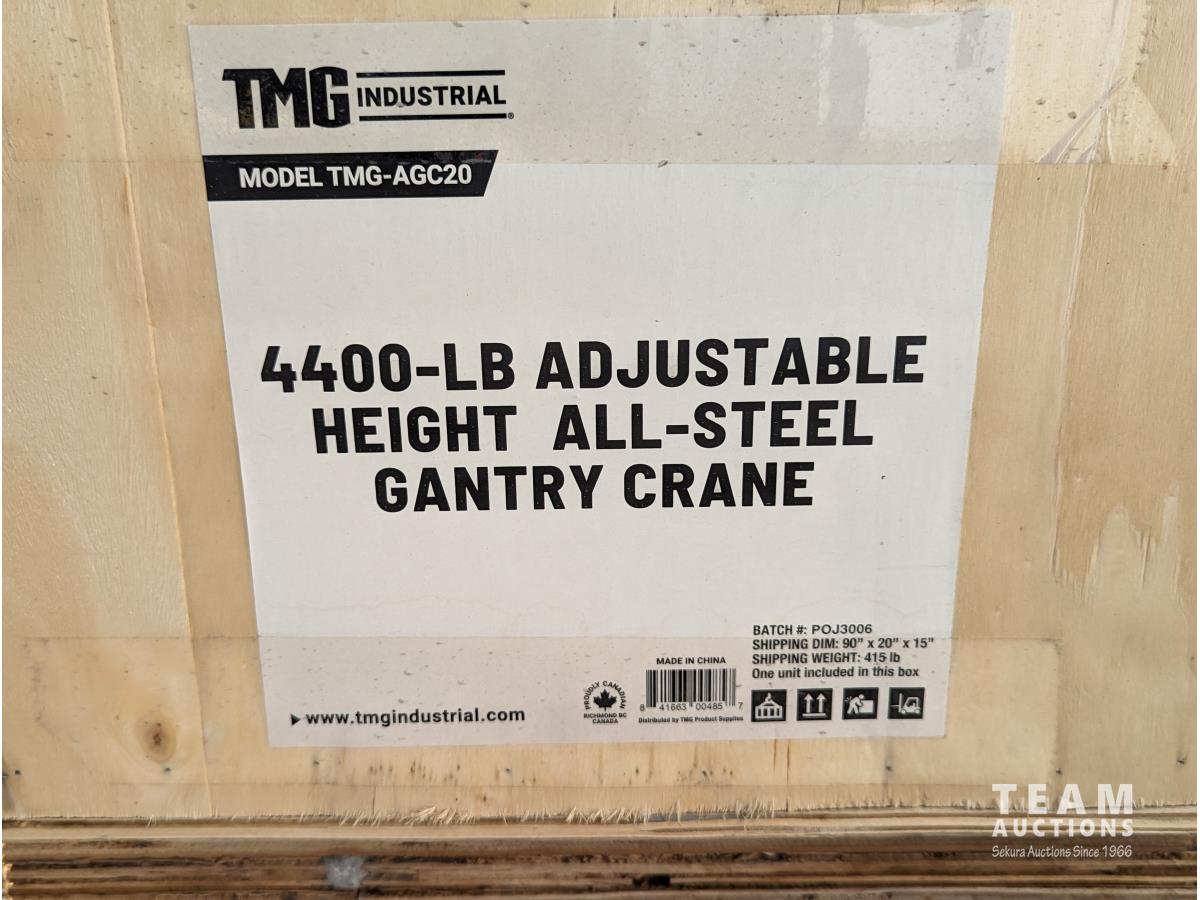 TMG INDUSTRIAL®
MODEL TMG-AGC20
4400-LB ADJUSTABLE
HEIGHT ALL-STEEL
GANTRY CRANE
BATCH #: POJ3006
SHIPPING DIM: 90” x 20” x 15”
SHIPPING WEIGHT: 415 lb
One unit included in this box
MADE IN CHINA
8 41663 00485 7
Distributed by TMG Product Supplies
PROUDLY CANADIAN
RICHMOND BC
CANADA
www.tmgindustrial.com
TEAM
AUCTIONS
Sekura Auctions Since 1966